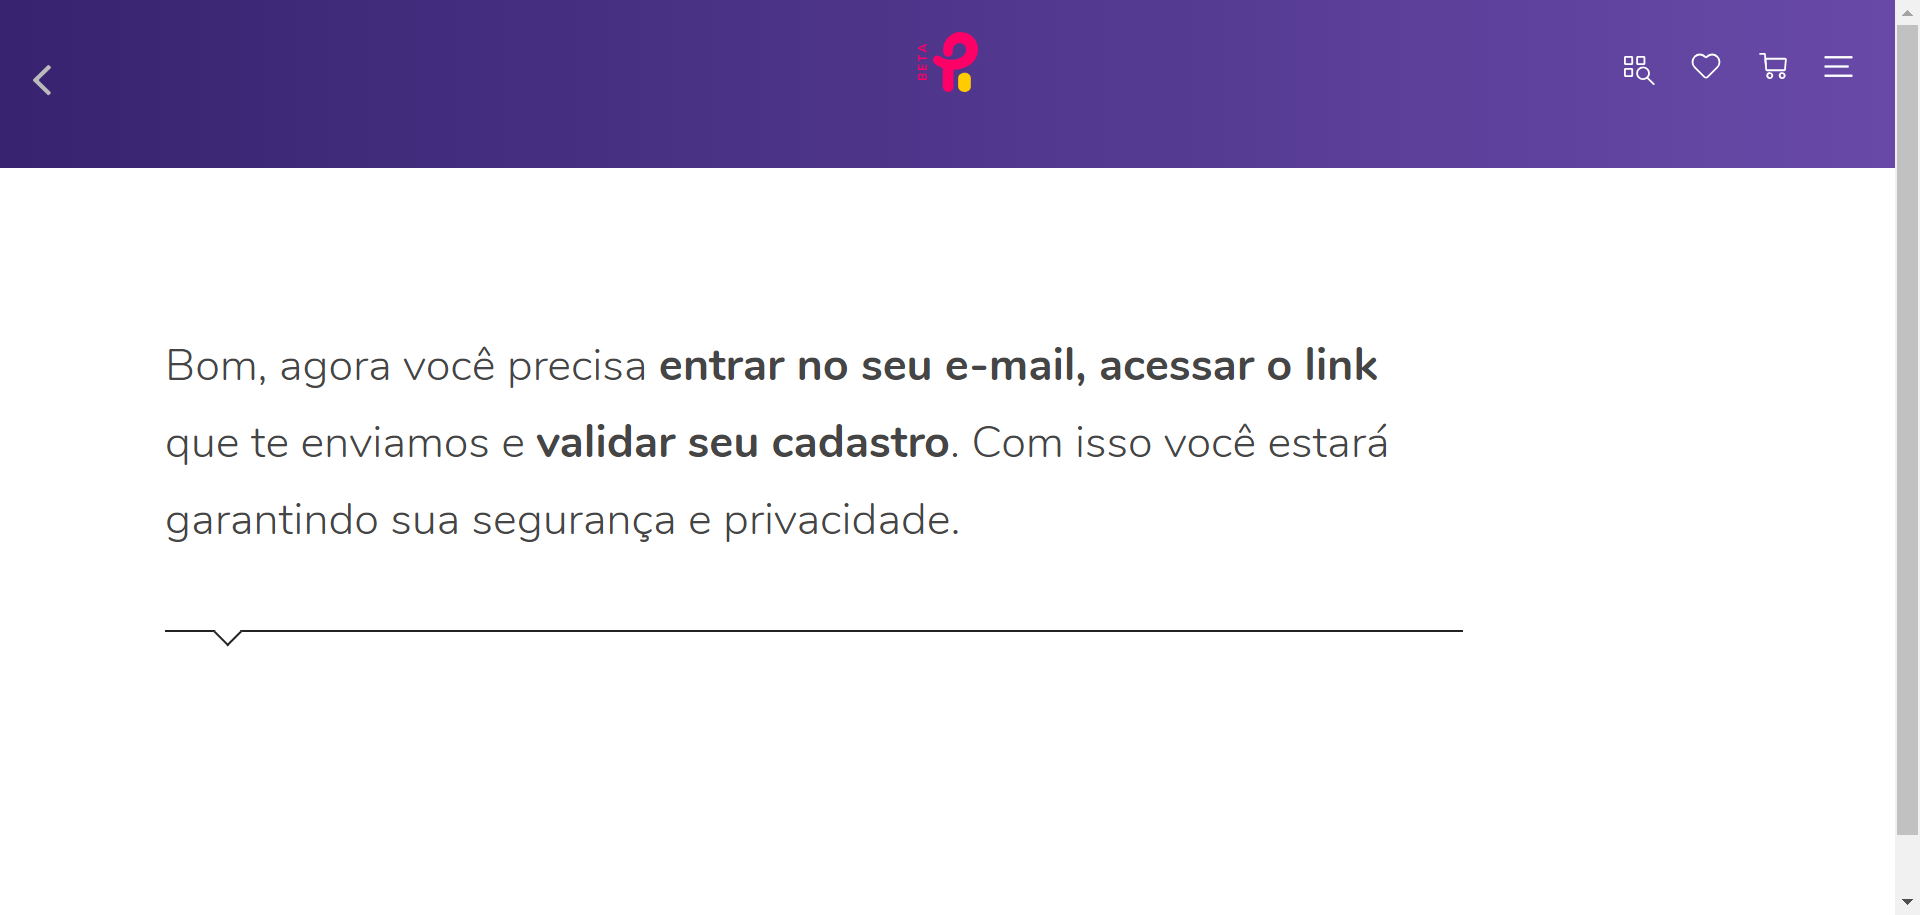 BETA
Bom, agora você precisa entrar no seu e-mail, acessar o link
que te enviamos e validar seu cadastro. Com isso você estará
garantindo sua segurança e privacidade.